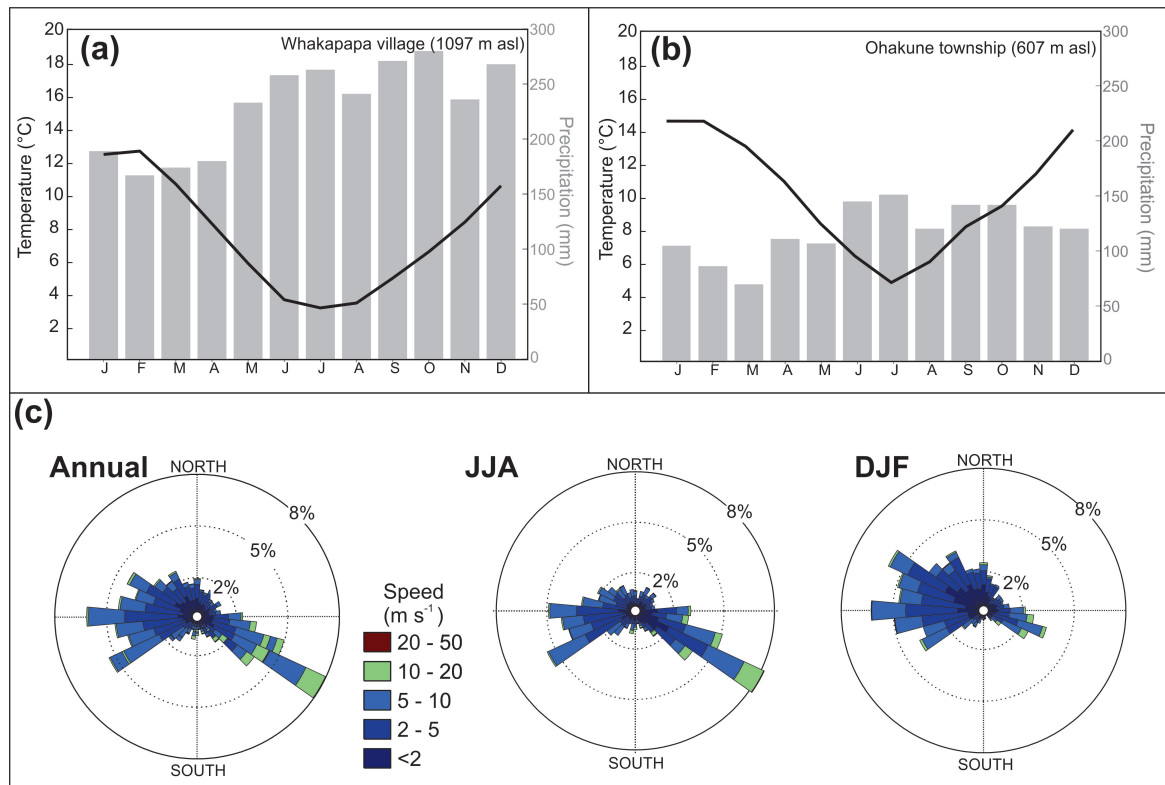 (a)
Whakapapa village (1097 m asl)
20
18
16
14
12
10
8
6
4
2
Temperature (°C)
300
250
200
150
100
50
0
Precipitation (mm)
J F M A M J J A S O N D
(b)
Ohakune township (607 m asl)
20
18
16
14
12
10
8
6
4
2
Temperature (°C)
300
250
200
150
100
50
0
Precipitation (mm)
J F M A M J J A S O N D
(c)
Annual
NORTH
8%
5%
2%
SOUTH
Speed
(m s⁻¹)
20 - 50
10 - 20
5 - 10
2 - 5
<2
JJA
NORTH
8%
5%
2%
SOUTH
DJF
NORTH
8%
5%
2%
SOUTH